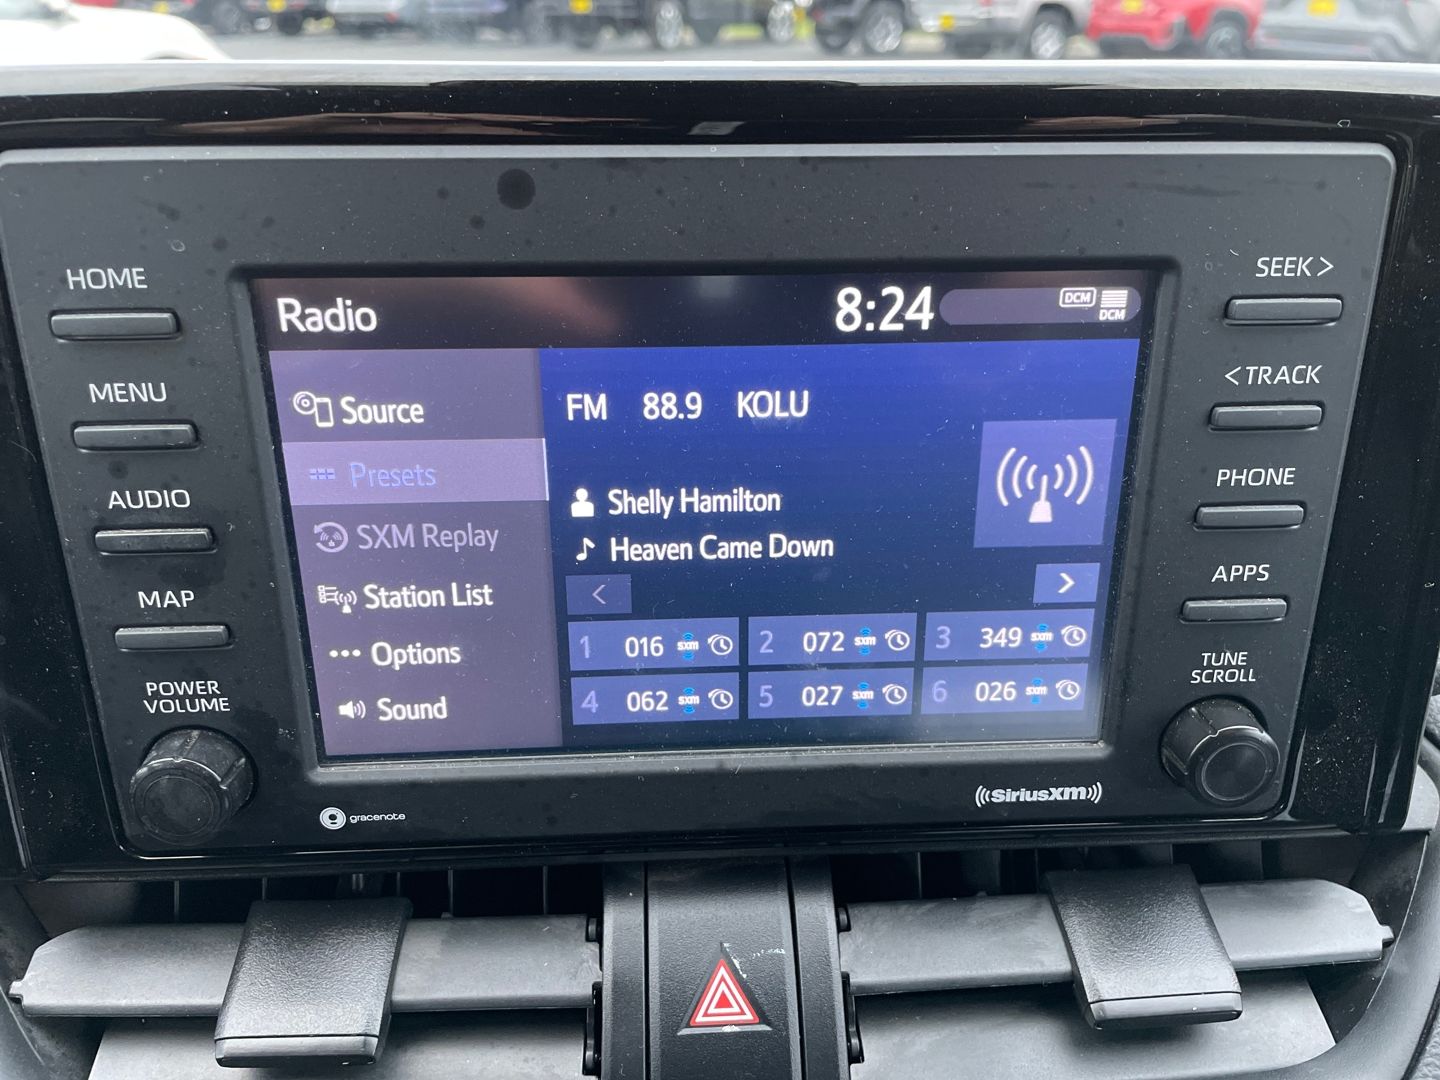 HOME
MENU
AUDIO
MAP
POWER
VOLUME
Radio
8:24
DCM
DCM
Source
Presets
SXM Replay
Station List
Options
Sound
FM 88.9 KOLU
Shelly Hamilton
Heaven Came Down
<
>
1 016 sxm
2 072 sxm
3 349 sxm
4 062 sxm
5 027 sxm
6 026 sxm
SEEK >
< TRACK
PHONE
APPS
TUNE
SCROLL
gracenote
((SiriusXM))